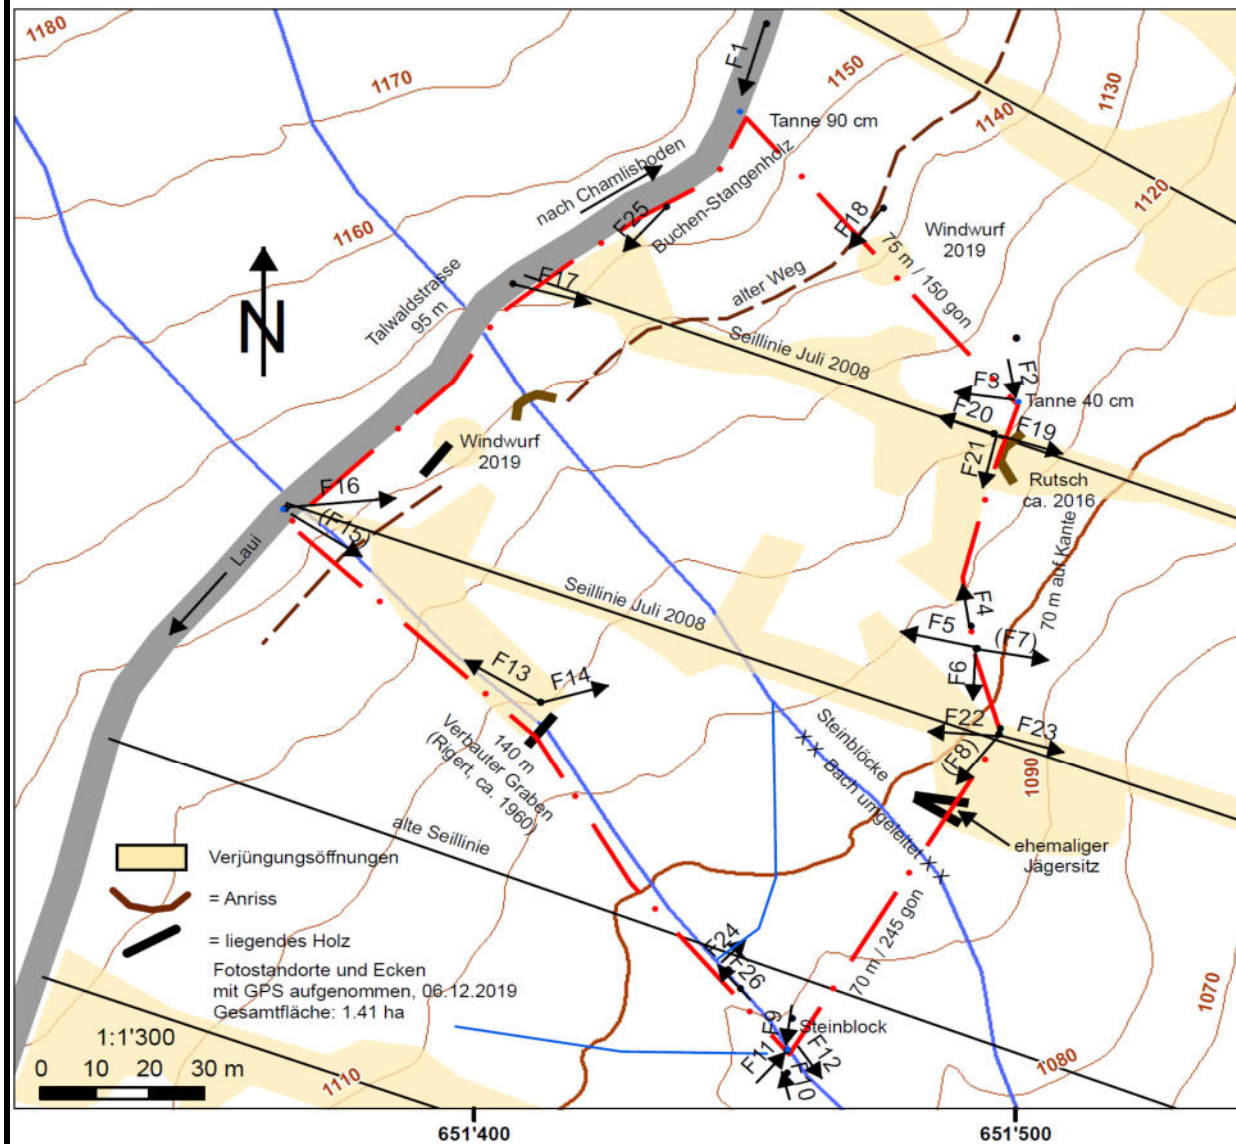 1180
1170
1160
1150
1140
1130
1120
F1
Tanne 90 cm
nach Chamlisboden
Buchen-Stangenholz
F25
F18
Windwurf
2019
75 m / 150 gon
alter Weg
F17
Talwaldstrasse
95 m
N
Seillinie Juli 2008
F2
F3
Tanne 40 cm
F20
F19
F21
Rutsch
ca. 2016
Windwurf
2019
F16
(F15)
Laui
70 m auf Kante
Seillinie Juli 2008
F4
F5
(F7)
F6
F13
F14
F22
F23
(F8)
Steinblöcke
X X Bach umgeleitet X X
1090
140 m
Verbauter Graben
(Rigert, ca. 1960)
alte Seillinie
ehemaliger
Jägersitz
70 m / 245 gon
F24
F26
F9
Steinblock
F11
F12
F10
1070
1080
1110
Verjüngungsöffnungen
= Anriss
= liegendes Holz
Fotostandorte und Ecken
mit GPS aufgenommen, 06.12.2019
Gesamtfläche: 1.41 ha
1:1'300
0 10 20 30 m
651'400
651'500